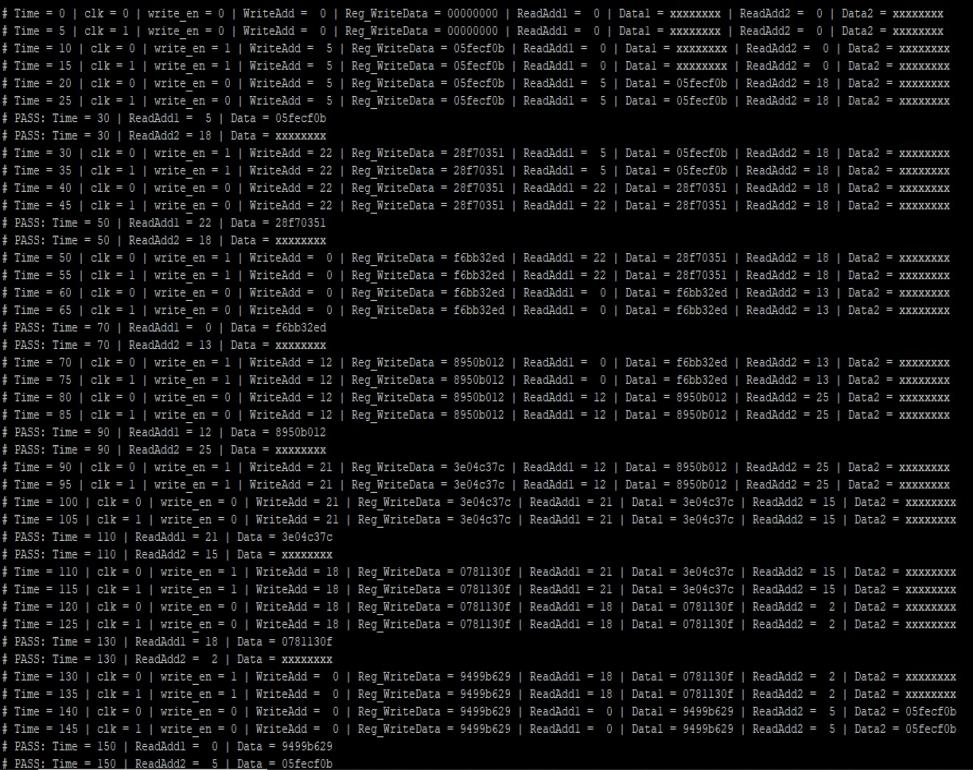 # Time = 0 | clk = 0 | write_en = 0 | WriteAdd =  0 | Reg_WriteData = 00000000 | ReadAdd1 =  0 | Data1 = xxxxxxxx | ReadAdd2 =  0 | Data2 = xxxxxxxx
# Time = 5 | clk = 1 | write_en = 0 | WriteAdd =  0 | Reg_WriteData = 00000000 | ReadAdd1 =  0 | Data1 = xxxxxxxx | ReadAdd2 =  0 | Data2 = xxxxxxxx
# Time = 10 | clk = 0 | write_en = 1 | WriteAdd =  5 | Reg_WriteData = 05fecf0b | ReadAdd1 =  0 | Data1 = xxxxxxxx | ReadAdd2 =  0 | Data2 = xxxxxxxx
# Time = 15 | clk = 1 | write_en = 1 | WriteAdd =  5 | Reg_WriteData = 05fecf0b | ReadAdd1 =  0 | Data1 = xxxxxxxx | ReadAdd2 =  0 | Data2 = xxxxxxxx
# Time = 20 | clk = 0 | write_en = 0 | WriteAdd =  5 | Reg_WriteData = 05fecf0b | ReadAdd1 =  5 | Data1 = 05fecf0b | ReadAdd2 = 18 | Data2 = xxxxxxxx
# Time = 25 | clk = 1 | write_en = 0 | WriteAdd =  5 | Reg_WriteData = 05fecf0b | ReadAdd1 =  5 | Data1 = 05fecf0b | ReadAdd2 = 18 | Data2 = xxxxxxxx
# PASS: Time = 30 | ReadAdd1 =  5 | Data = 05fecf0b
# PASS: Time = 30 | ReadAdd2 = 18 | Data = xxxxxxxx
# Time = 30 | clk = 0 | write_en = 1 | WriteAdd = 22 | Reg_WriteData = 28f70351 | ReadAdd1 =  5 | Data1 = 05fecf0b | ReadAdd2 = 18 | Data2 = xxxxxxxx
# Time = 35 | clk = 1 | write_en = 1 | WriteAdd = 22 | Reg_WriteData = 28f70351 | ReadAdd1 =  5 | Data1 = 05fecf0b | ReadAdd2 = 18 | Data2 = xxxxxxxx
# Time = 40 | clk = 0 | write_en = 0 | WriteAdd = 22 | Reg_WriteData = 28f70351 | ReadAdd1 = 22 | Data1 = 28f70351 | ReadAdd2 = 18 | Data2 = xxxxxxxx
# Time = 45 | clk = 1 | write_en = 0 | WriteAdd = 22 | Reg_WriteData = 28f70351 | ReadAdd1 = 22 | Data1 = 28f70351 | ReadAdd2 = 18 | Data2 = xxxxxxxx
# PASS: Time = 50 | ReadAdd1 = 22 | Data = 28f70351
# PASS: Time = 50 | ReadAdd2 = 18 | Data = xxxxxxxx
# Time = 50 | clk = 0 | write_en = 1 | WriteAdd =  0 | Reg_WriteData = f6bb32ed | ReadAdd1 = 22 | Data1 = 28f70351 | ReadAdd2 = 18 | Data2 = xxxxxxxx
# Time = 55 | clk = 1 | write_en = 1 | WriteAdd =  0 | Reg_WriteData = f6bb32ed | ReadAdd1 = 22 | Data1 = 28f70351 | ReadAdd2 = 18 | Data2 = xxxxxxxx
# Time = 60 | clk = 0 | write_en = 0 | WriteAdd =  0 | Reg_WriteData = f6bb32ed | ReadAdd1 =  0 | Data1 = f6bb32ed | ReadAdd2 = 13 | Data2 = xxxxxxxx
# Time = 65 | clk = 1 | write_en = 0 | WriteAdd =  0 | Reg_WriteData = f6bb32ed | ReadAdd1 =  0 | Data1 = f6bb32ed | ReadAdd2 = 13 | Data2 = xxxxxxxx
# PASS: Time = 70 | ReadAdd1 =  0 | Data = f6bb32ed
# PASS: Time = 70 | ReadAdd2 = 13 | Data = xxxxxxxx
# Time = 70 | clk = 0 | write_en = 1 | WriteAdd = 12 | Reg_WriteData = 8950b012 | ReadAdd1 =  0 | Data1 = f6bb32ed | ReadAdd2 = 13 | Data2 = xxxxxxxx
# Time = 75 | clk = 1 | write_en = 1 | WriteAdd = 12 | Reg_WriteData = 8950b012 | ReadAdd1 =  0 | Data1 = f6bb32ed | ReadAdd2 = 13 | Data2 = xxxxxxxx
# Time = 80 | clk = 0 | write_en = 0 | WriteAdd = 12 | Reg_WriteData = 8950b012 | ReadAdd1 = 12 | Data1 = 8950b012 | ReadAdd2 = 25 | Data2 = xxxxxxxx
# Time = 85 | clk = 1 | write_en = 0 | WriteAdd = 12 | Reg_WriteData = 8950b012 | ReadAdd1 = 12 | Data1 = 8950b012 | ReadAdd2 = 25 | Data2 = xxxxxxxx
# PASS: Time = 90 | ReadAdd1 = 12 | Data = 8950b012
# PASS: Time = 90 | ReadAdd2 = 25 | Data = xxxxxxxx
# Time = 90 | clk = 0 | write_en = 1 | WriteAdd = 21 | Reg_WriteData = 3e04c37c | ReadAdd1 = 12 | Data1 = 8950b012 | ReadAdd2 = 25 | Data2 = xxxxxxxx
# Time = 95 | clk = 1 | write_en = 1 | WriteAdd = 21 | Reg_WriteData = 3e04c37c | ReadAdd1 = 12 | Data1 = 8950b012 | ReadAdd2 = 25 | Data2 = xxxxxxxx
# Time = 100 | clk = 0 | write_en = 0 | WriteAdd = 21 | Reg_WriteData = 3e04c37c | ReadAdd1 = 21 | Data1 = 3e04c37c | ReadAdd2 = 15 | Data2 = xxxxxxxx
# Time = 105 | clk = 1 | write_en = 0 | WriteAdd = 21 | Reg_WriteData = 3e04c37c | ReadAdd1 = 21 | Data1 = 3e04c37c | ReadAdd2 = 15 | Data2 = xxxxxxxx
# PASS: Time = 110 | ReadAdd1 = 21 | Data = 3e04c37c
# PASS: Time = 110 | ReadAdd2 = 15 | Data = xxxxxxxx
# Time = 110 | clk = 0 | write_en = 1 | WriteAdd = 18 | Reg_WriteData = 0781130f | ReadAdd1 = 21 | Data1 = 3e04c37c | ReadAdd2 = 15 | Data2 = xxxxxxxx
# Time = 115 | clk = 1 | write_en = 1 | WriteAdd = 18 | Reg_WriteData = 0781130f | ReadAdd1 = 21 | Data1 = 3e04c37c | ReadAdd2 = 15 | Data2 = xxxxxxxx
# Time = 120 | clk = 0 | write_en = 0 | WriteAdd = 18 | Reg_WriteData = 0781130f | ReadAdd1 = 18 | Data1 = 0781130f | ReadAdd2 =  2 | Data2 = xxxxxxxx
# Time = 125 | clk = 1 | write_en = 0 | WriteAdd = 18 | Reg_WriteData = 0781130f | ReadAdd1 = 18 | Data1 = 0781130f | ReadAdd2 =  2 | Data2 = xxxxxxxx
# PASS: Time = 130 | ReadAdd1 = 18 | Data = 0781130f
# PASS: Time = 130 | ReadAdd2 =  2 | Data = xxxxxxxx
# Time = 130 | clk = 0 | write_en = 1 | WriteAdd =  0 | Reg_WriteData = 9499b629 | ReadAdd1 = 18 | Data1 = 0781130f | ReadAdd2 =  2 | Data2 = xxxxxxxx
# Time = 135 | clk = 1 | write_en = 1 | WriteAdd =  0 | Reg_WriteData = 9499b629 | ReadAdd1 = 18 | Data1 = 0781130f | ReadAdd2 =  2 | Data2 = xxxxxxxx
# Time = 140 | clk = 0 | write_en = 0 | WriteAdd =  0 | Reg_WriteData = 9499b629 | ReadAdd1 =  0 | Data1 = 9499b629 | ReadAdd2 =  5 | Data2 = 05fecf0b
# Time = 145 | clk = 1 | write_en = 0 | WriteAdd =  0 | Reg_WriteData = 9499b629 | ReadAdd1 =  0 | Data1 = 9499b629 | ReadAdd2 =  5 | Data2 = 05fecf0b
# PASS: Time = 150 | ReadAdd1 =  0 | Data = 9499b629
# PASS: Time = 150 | ReadAdd2 =  5 | Data = 05fecf0b